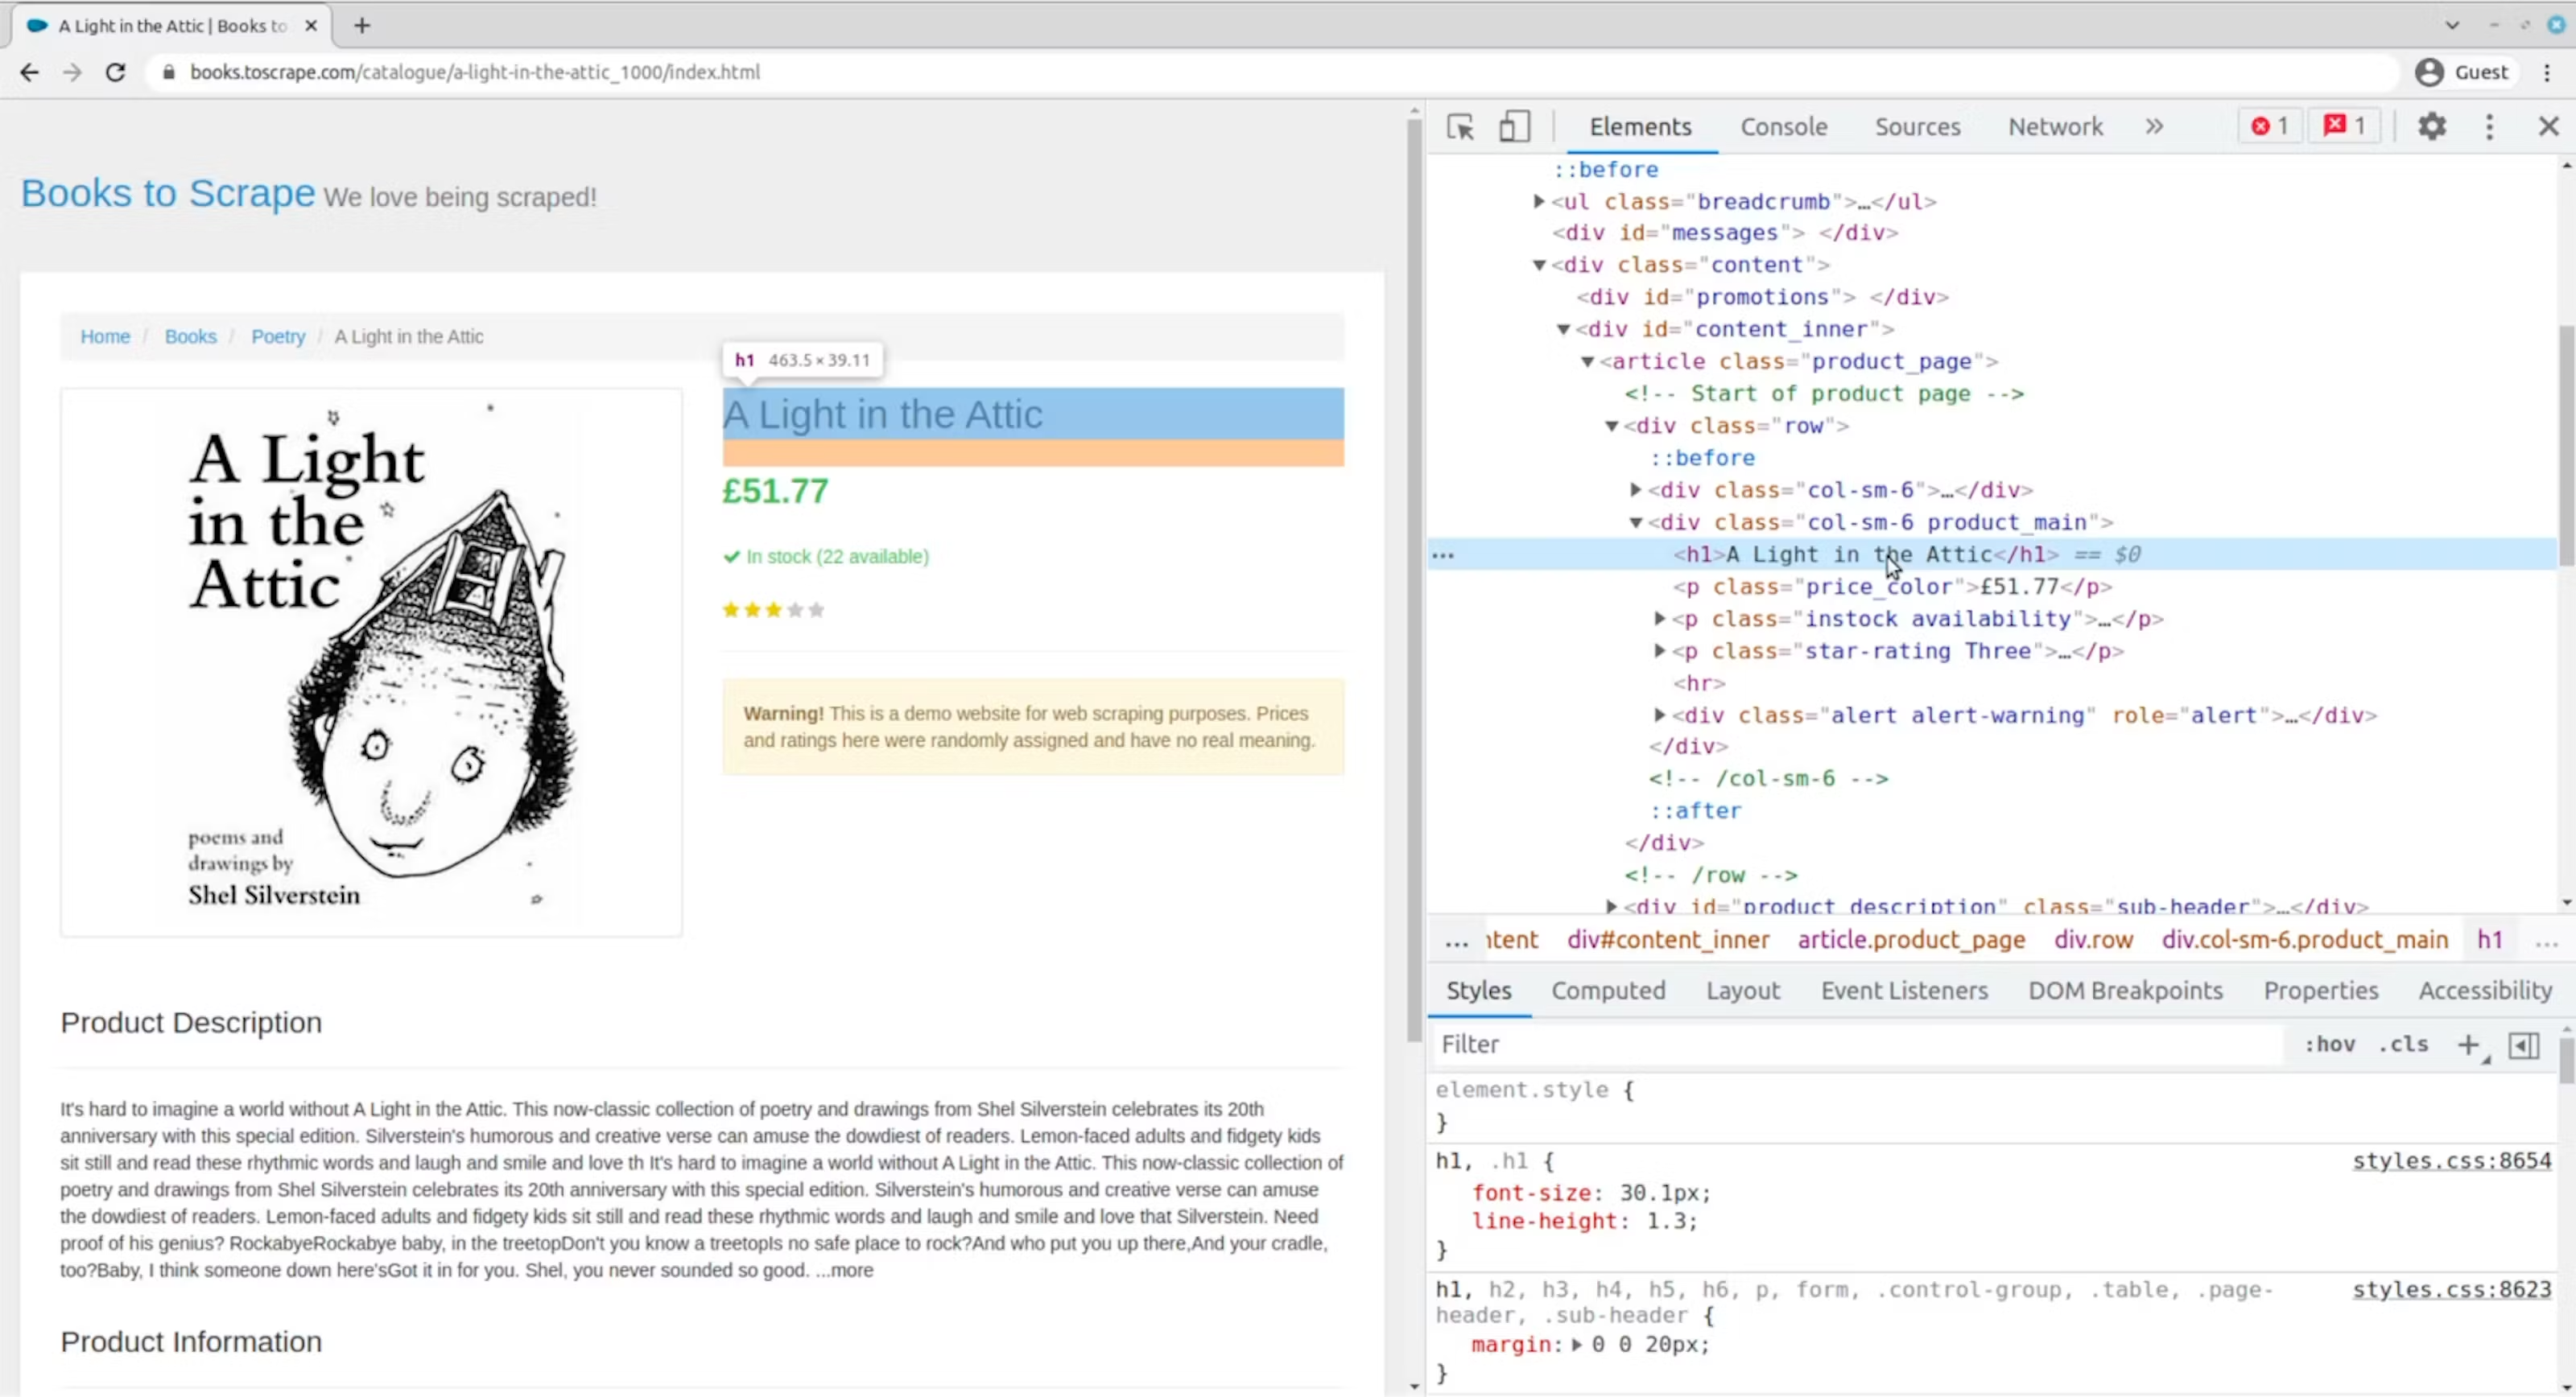 A Light in the Attic | Books to
books.toscrape.com/catalogue/a-light-in-the-attic_1000/index.html
Guest
Books to Scrape We love being scraped!
Home / Books / Poetry / A Light in the Attic
h1 463.5 × 39.11
A Light
in the
Attic
poems and
drawings by
Shel Silverstein
A Light in the Attic
£51.77
In stock (22 available)
Warning! This is a demo website for web scraping purposes. Prices
and ratings here were randomly assigned and have no real meaning.
Product Description
It's hard to imagine a world without A Light in the Attic. This now-classic collection of poetry and drawings from Shel Silverstein celebrates its 20th
anniversary with this special edition. Silverstein's humorous and creative verse can amuse the dowdiest of readers. Lemon-faced adults and fidgety kids
sit still and read these rhythmic words and laugh and smile and love th It's hard to imagine a world without A Light in the Attic. This now-classic collection of
poetry and drawings from Shel Silverstein celebrates its 20th anniversary with this special edition. Silverstein's humorous and creative verse can amuse
the dowdiest of readers. Lemon-faced adults and fidgety kids sit still and read these rhythmic words and laugh and smile and love that Silverstein. Need
proof of his genius? RockabyeRockabye baby, in the treetopDon't you know a treetopIs no safe place to rock?And who put you up there,And your cradle,
too?Baby, I think someone down here'sGot it in for you. Shel, you never sounded so good. ...more
Product Information
Elements Console Sources Network » 1 1
::before
<ul class="breadcrumb">…</ul>
<div id="messages"> </div>
<div class="content">
<div id="promotions"> </div>
<div id="content_inner">
<article class="product_page">
<!-- Start of product page -->
<div class="row">
::before
<div class="col-sm-6">…</div>
<div class="col-sm-6 product_main">
<h1>A Light in the Attic</h1> == $0
<p class="price_color">£51.77</p>
<p class="instock availability">…</p>
<p class="star-rating Three">…</p>
<hr>
<div class="alert alert-warning" role="alert">…</div>
</div>
<!-- /col-sm-6 -->
::after
</div>
<!-- /row -->
<div id="product_description" class="sub-header">…</div>
... ntent div#content_inner article.product_page div.row div.col-sm-6.product_main h1 ...
Styles Computed Layout Event Listeners DOM Breakpoints Properties Accessibility
Filter :hov .cls +
element.style {
}
h1, .h1 { styles.css:8654
font-size: 30.1px;
line-height: 1.3;
}
h1, h2, h3, h4, h5, h6, p, form, .control-group, .table, .page- styles.css:8623
header, .sub-header {
margin: 0 0 20px;
}